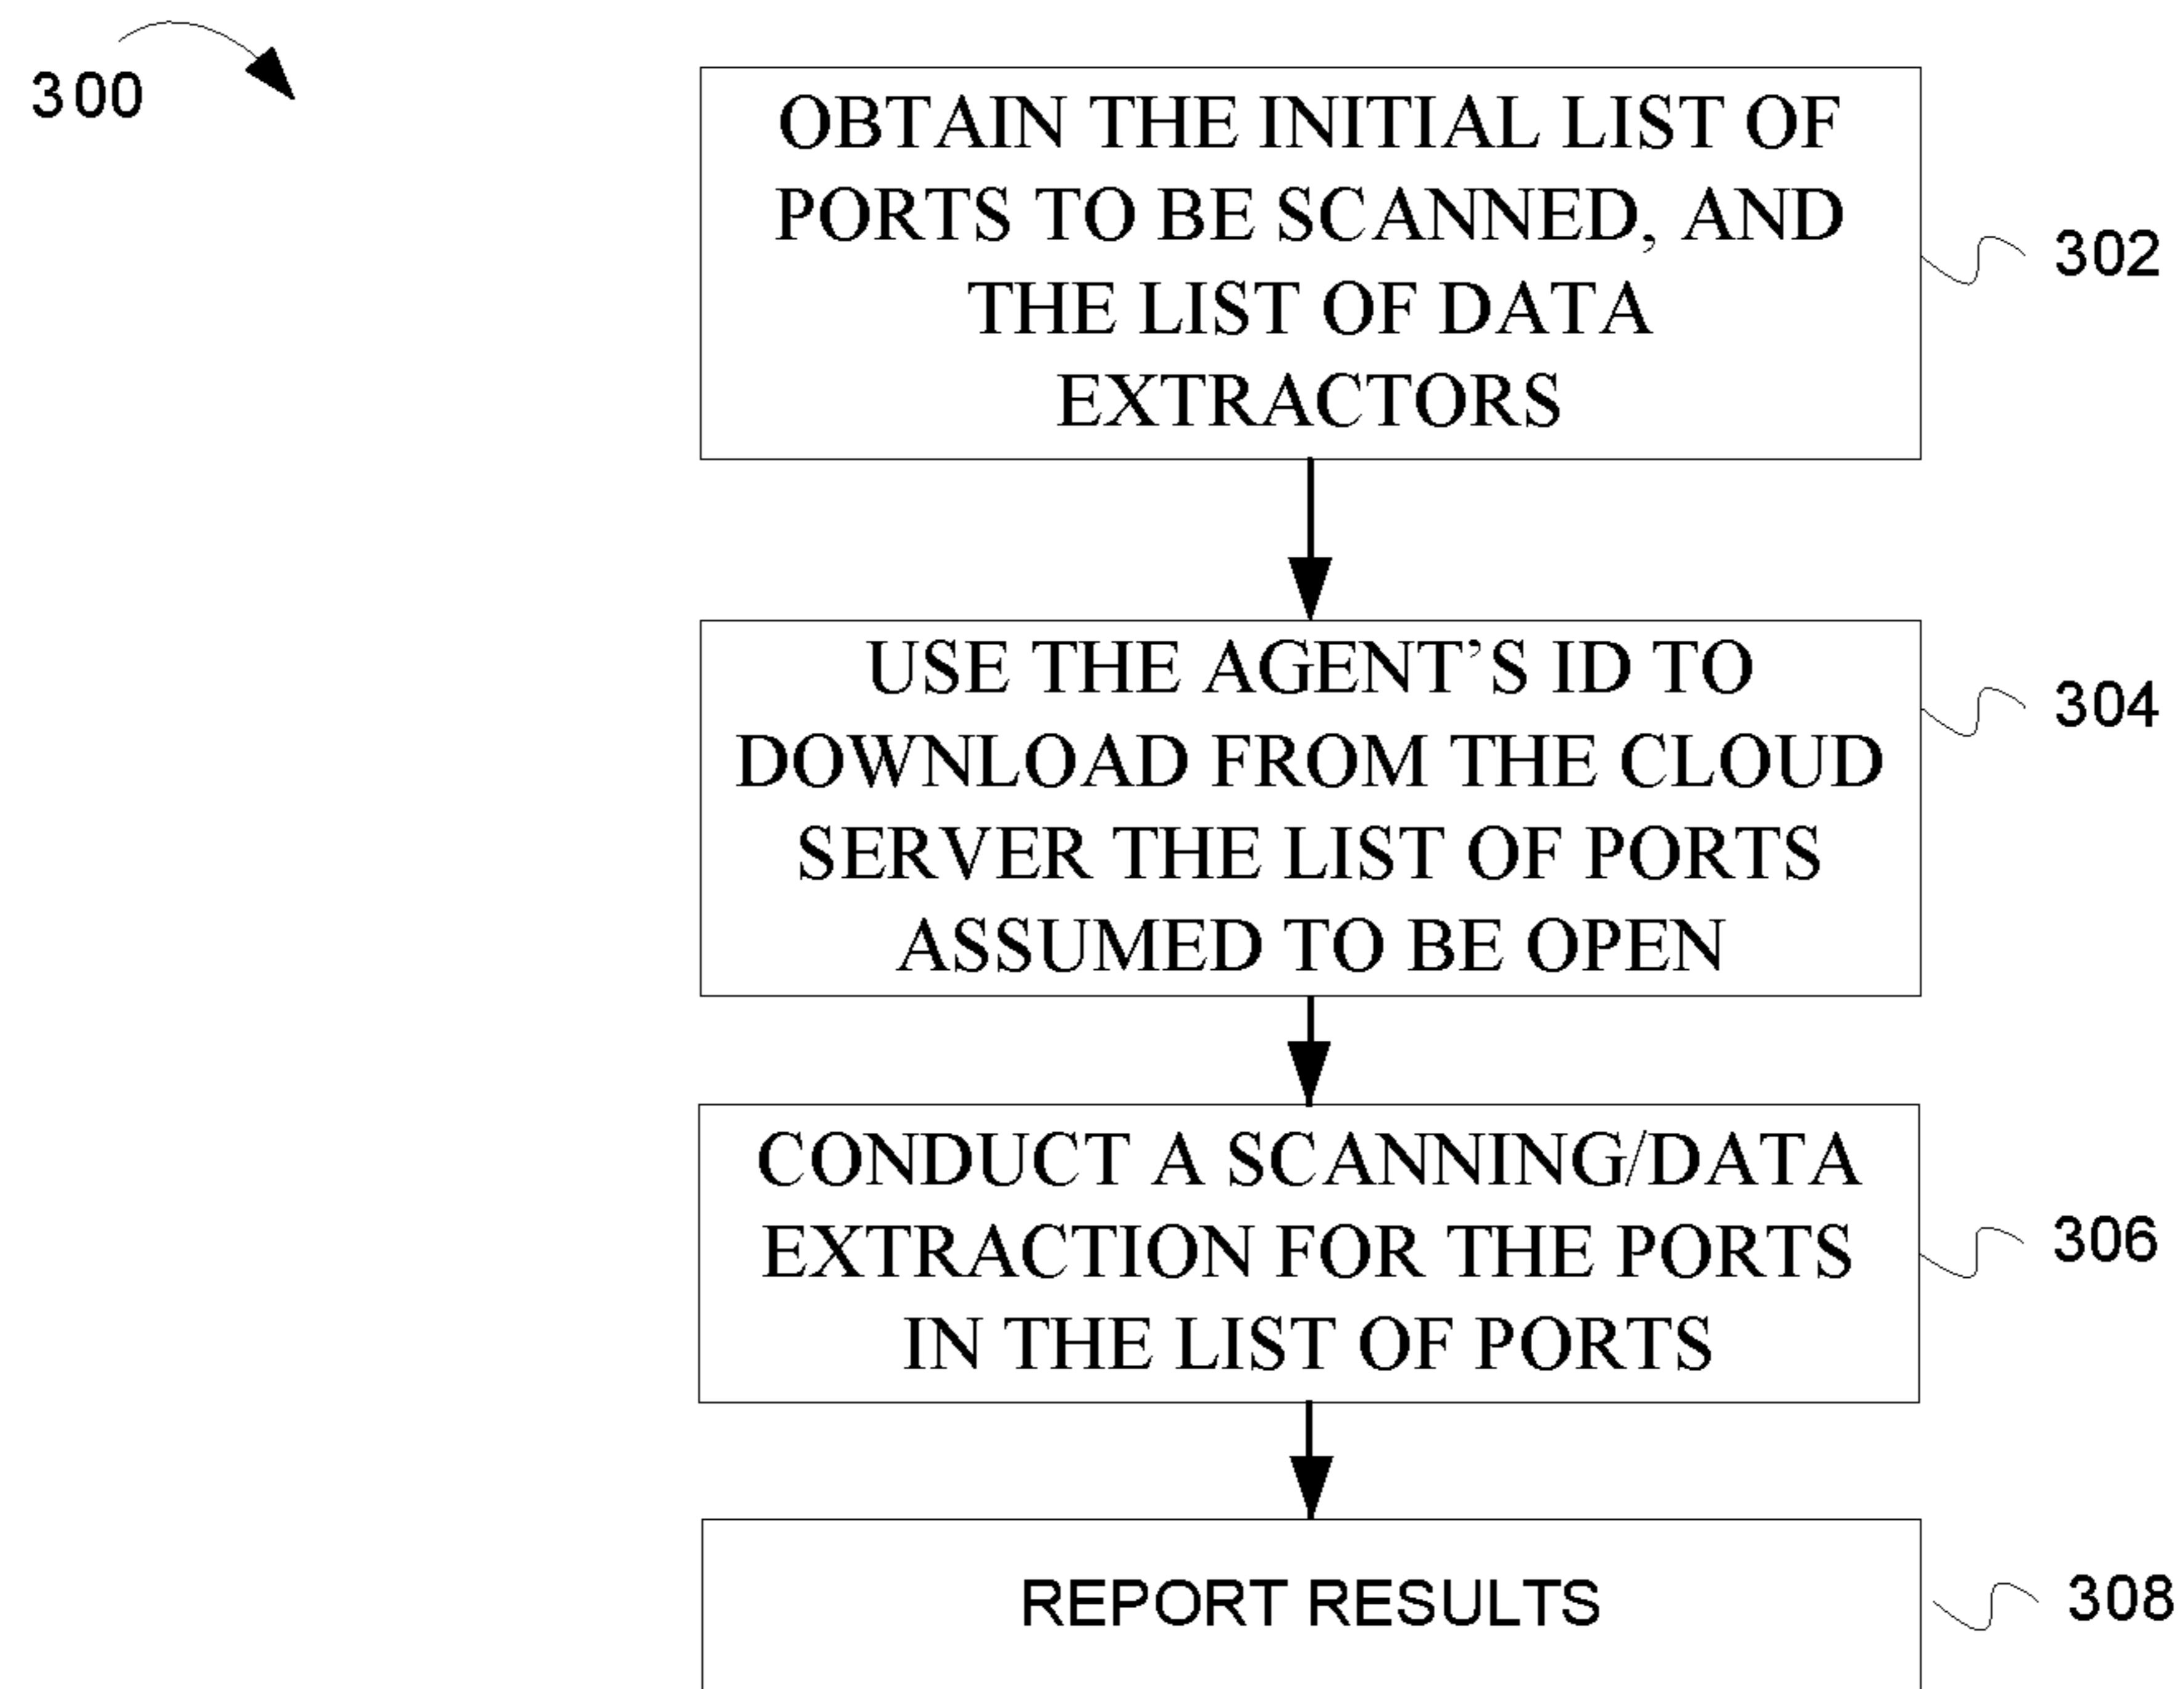 300
OBTAIN THE INITIAL LIST OF
PORTS TO BE SCANNED, AND
THE LIST OF DATA
EXTRACTORS
302
USE THE AGENT’S ID TO
DOWNLOAD FROM THE CLOUD
SERVER THE LIST OF PORTS
ASSUMED TO BE OPEN
304
CONDUCT A SCANNING/DATA
EXTRACTION FOR THE PORTS
IN THE LIST OF PORTS
306
REPORT RESULTS
308